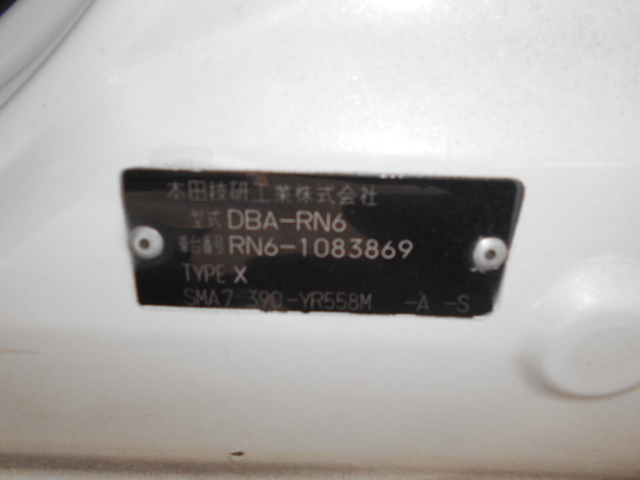 本田技研工業株式会社
型式 DBA-RN6
車台番号 RN6-1083869
TYPE X
SMA7 390-YR558M -A -S